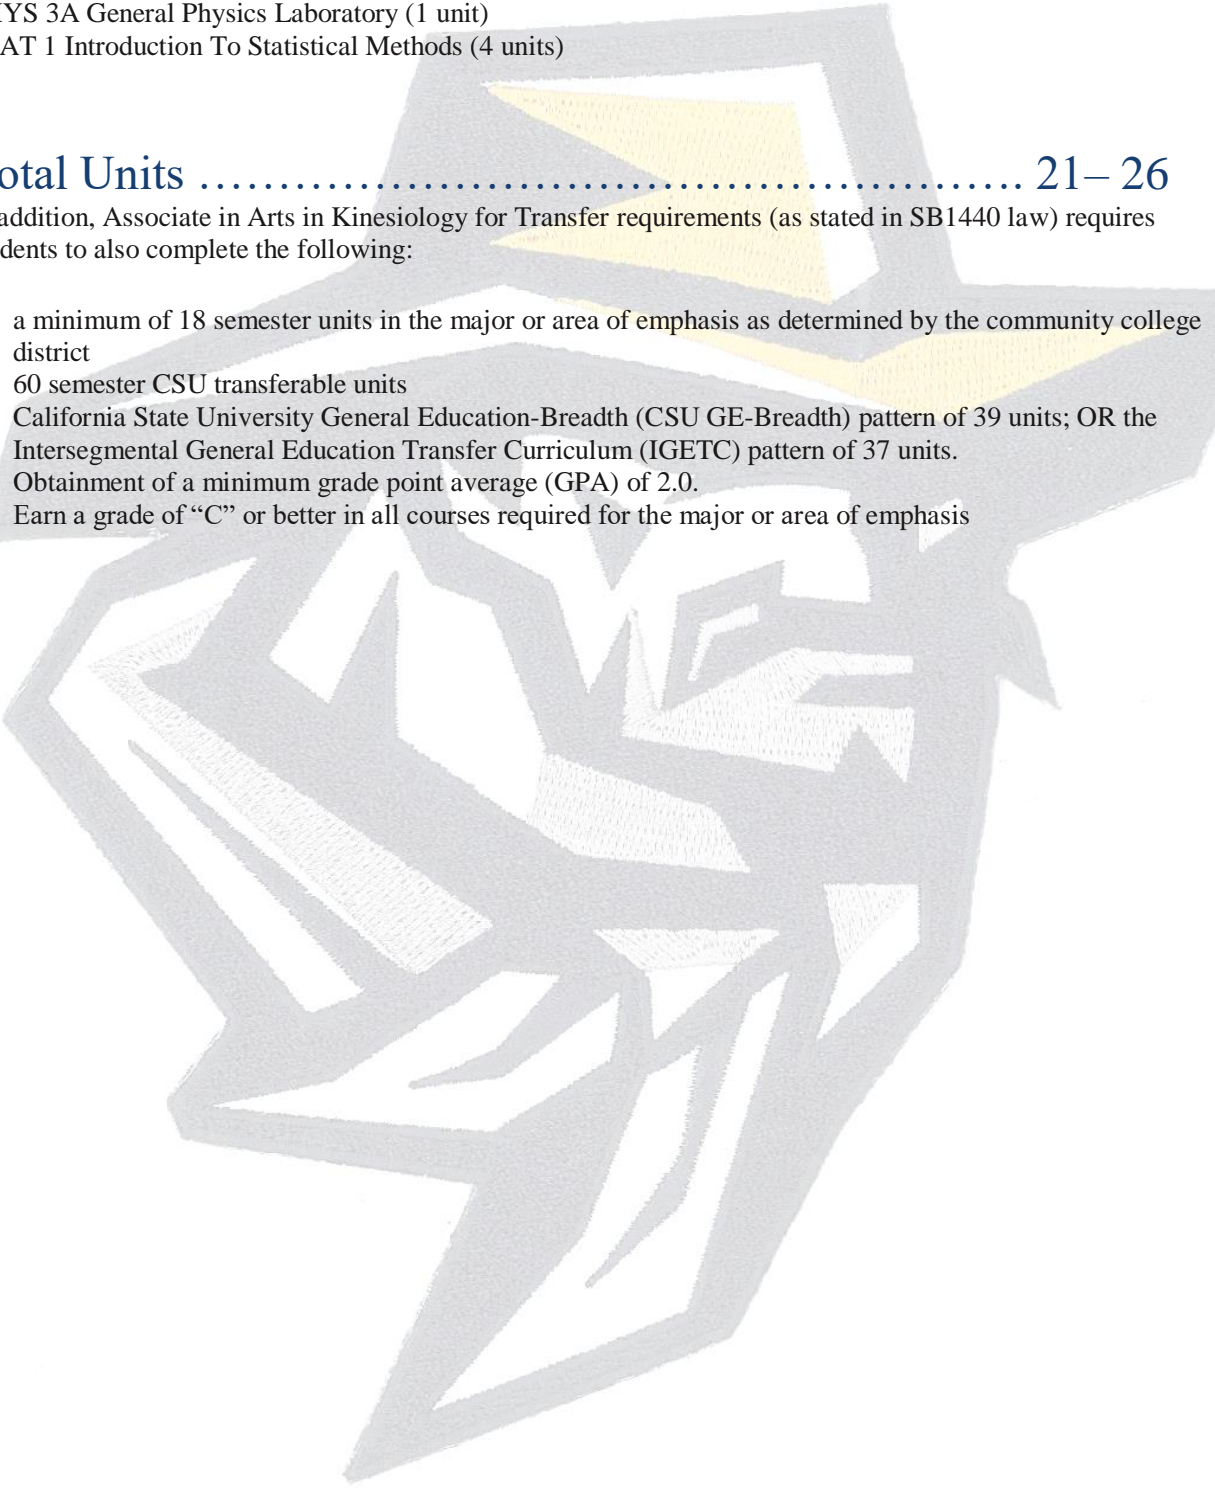 HYS 3A General Physics Laboratory (1 unit)
AT 1 Introduction To Statistical Methods (4 units)
otal Units …………………………………………………. 21– 26
addition, Associate in Arts in Kinesiology for Transfer requirements (as stated in SB1440 law) requires
dents to also complete the following:
a minimum of 18 semester units in the major or area of emphasis as determined by the community college
district
60 semester CSU transferable units
California State University General Education-Breadth (CSU GE-Breadth) pattern of 39 units; OR the
Intersegmental General Education Transfer Curriculum (IGETC) pattern of 37 units.
Obtainment of a minimum grade point average (GPA) of 2.0.
Earn a grade of “C” or better in all courses required for the major or area of emphasis